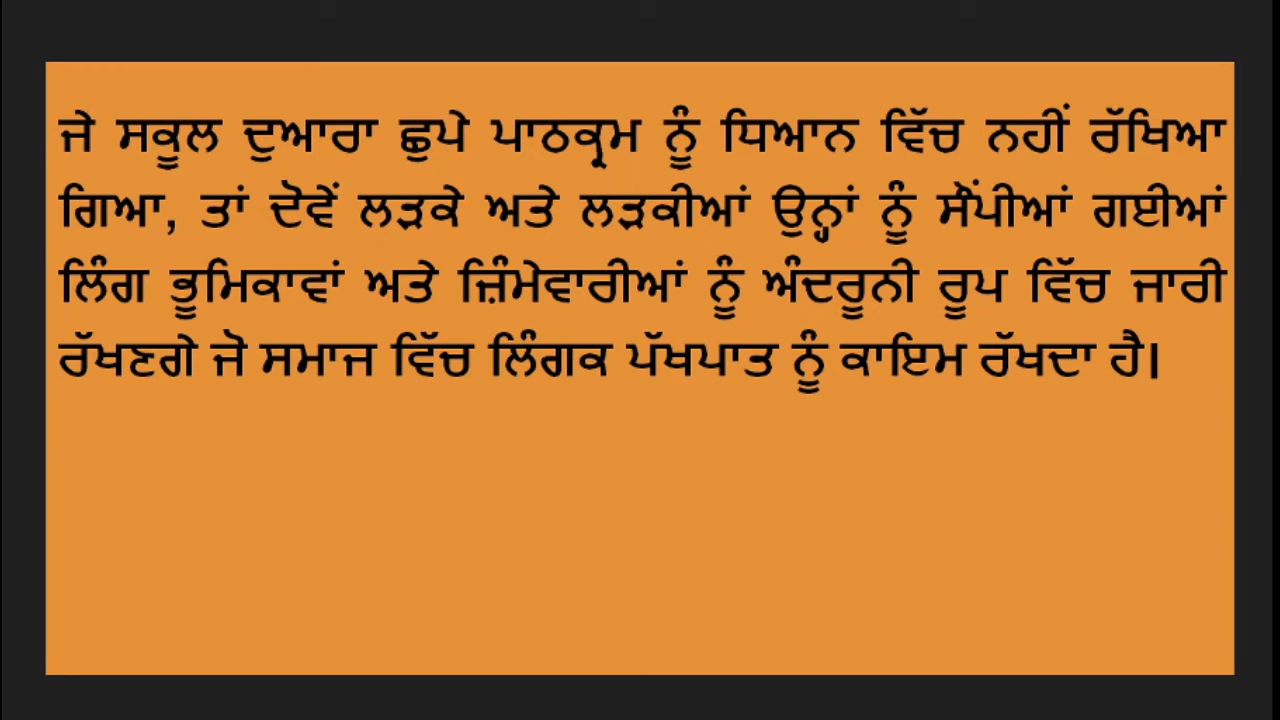 ਜੇ ਸਕੂਲ ਦੁਆਰਾ ਛੁਪੇ ਪਾਠਕ੍ਰਮ ਨੂੰ ਧਿਆਨ ਵਿੱਚ ਨਹੀਂ ਰੱਖਿਆ
ਗਿਆ, ਤਾਂ ਦੋਵੇਂ ਲੜਕੇ ਅਤੇ ਲੜਕੀਆਂ ਉਨ੍ਹਾਂ ਨੂੰ ਸੌਂਪੀਆਂ ਗਈਆਂ
ਲਿੰਗ ਭੂਮਿਕਾਵਾਂ ਅਤੇ ਜ਼ਿੰਮੇਵਾਰੀਆਂ ਨੂੰ ਅੰਦਰੂਨੀ ਰੂਪ ਵਿੱਚ ਜਾਰੀ
ਰੱਖਣਗੇ ਜੋ ਸਮਾਜ ਵਿੱਚ ਲਿੰਗਕ ਪੱਖਪਾਤ ਨੂੰ ਕਾਇਮ ਰੱਖਦਾ ਹੈ।